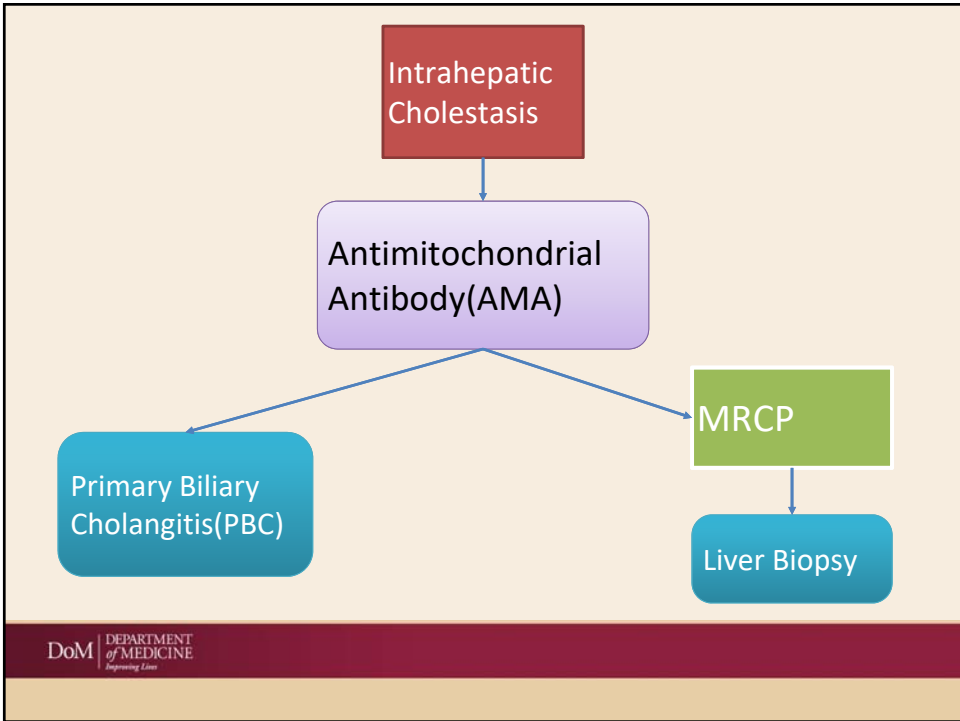 Intrahepatic
Cholestasis
Antimitochondrial
Antibody(AMA)
MRCP
Primary Biliary
Cholangitis(PBC)
Liver Biopsy
DoM
DEPARTMENT
of MEDICINE
Improving Lives